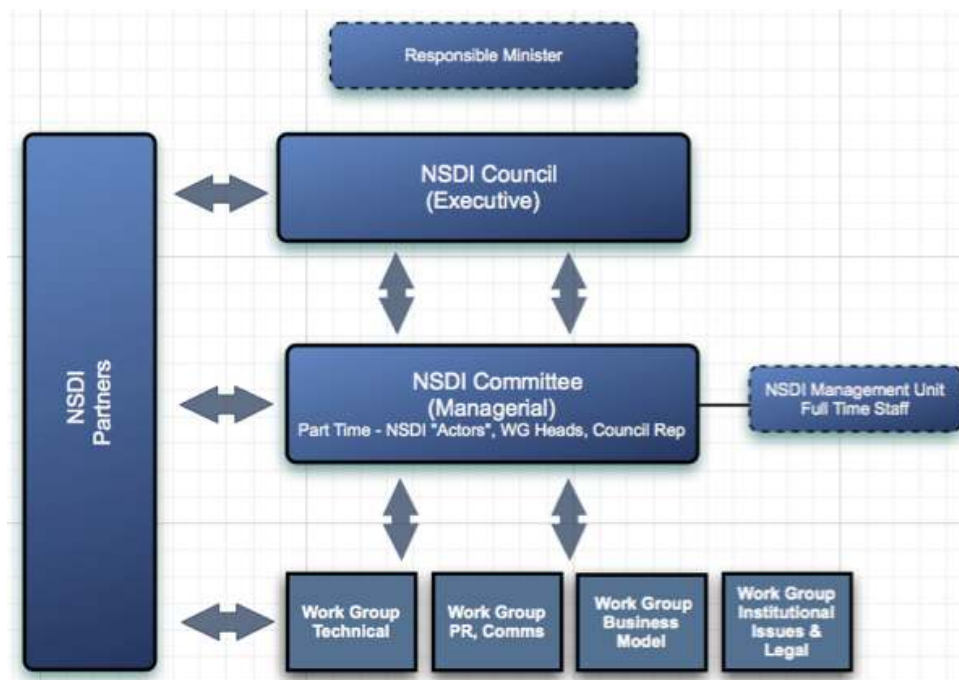 Responsible Minister
NSDI Council
(Executive)
NSDI
Partners
NSDI Committee
(Managerial)
Part Time - NSDI "Actors", WG Heads, Council Rep
NSDI Management Unit
Full Time Staff
Work Group
Technical
Work Group
PR, Comms
Work Group
Business
Model
Work Group
Institutional
Issues &
Legal